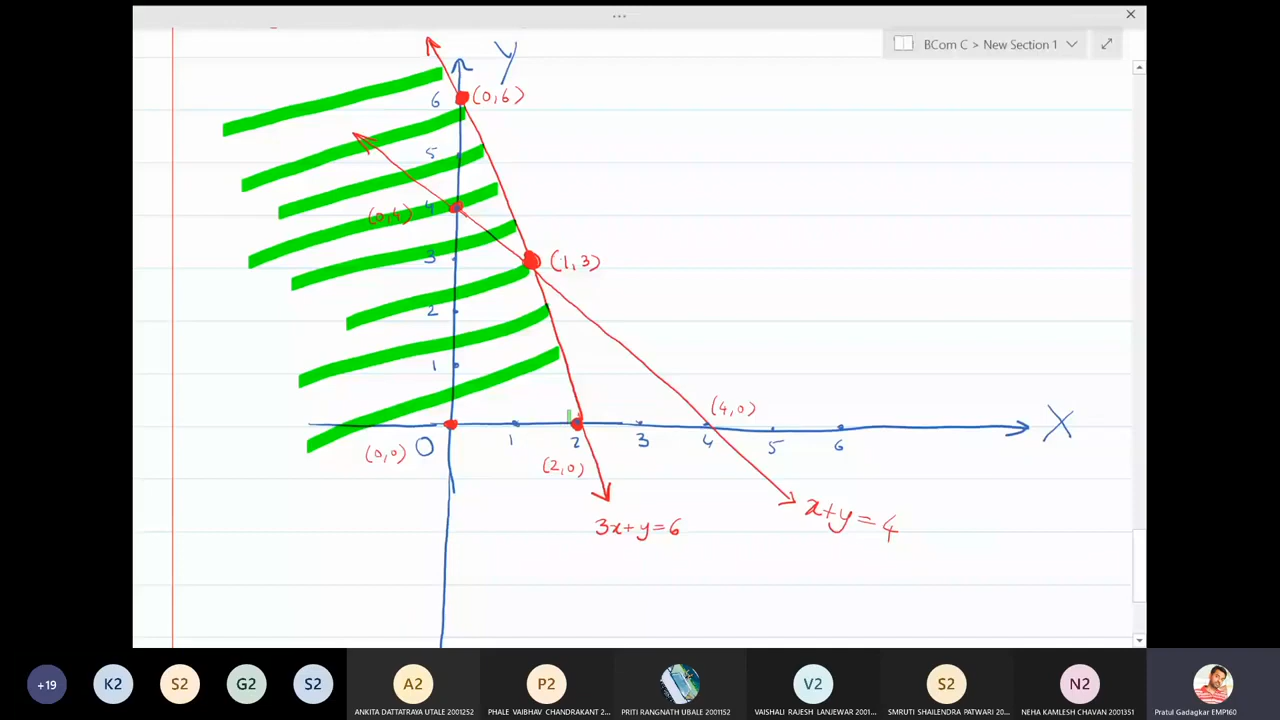 BCom C > New Section 1
Y
6 (0,6)
5
(0,4) 4
3 (1,3)
2
1
(4,0)
X
1 2 3 4 5 6
(0,0) O
(2,0)
x+y=4
3x+y=6
+19 K2 S2 G2 S2 A2 P2 V2 S2 N2
ANKITA DATTATRAYA UTALE 2001252 PHALE VAIBHAV CHANDRAKANT 2... PRITI RANGNATH UBALE 2001152 VAISHALI RAJESH LANJEWAR 2001... SMRUTI SHAILENDRA PATWARI 20... NEHA KAMLESH CHAVAN 2001351 Pratul Gadagkar EMP160